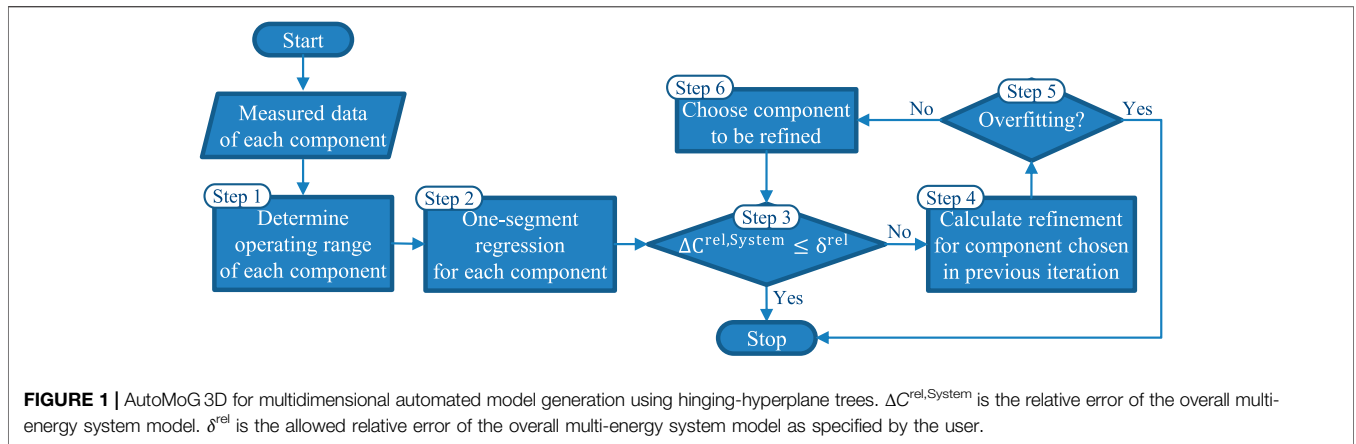 Start
Measured data
of each component
Step 1
Determine
operating range
of each component
Step 2
One-segment
regression
for each component
Step 3
ΔC^rel,System ≤ δ^rel
No
Yes
Stop
Step 4
Calculate refinement
for component chosen
in previous iteration
Step 5
Overfitting?
No
Yes
Step 6
Choose component
to be refined
FIGURE 1 | AutoMoG 3D for multidimensional automated model generation using hinging-hyperplane trees. ΔC^rel,System is the relative error of the overall multi-
energy system model. δ^rel is the allowed relative error of the overall multi-energy system model as specified by the user.